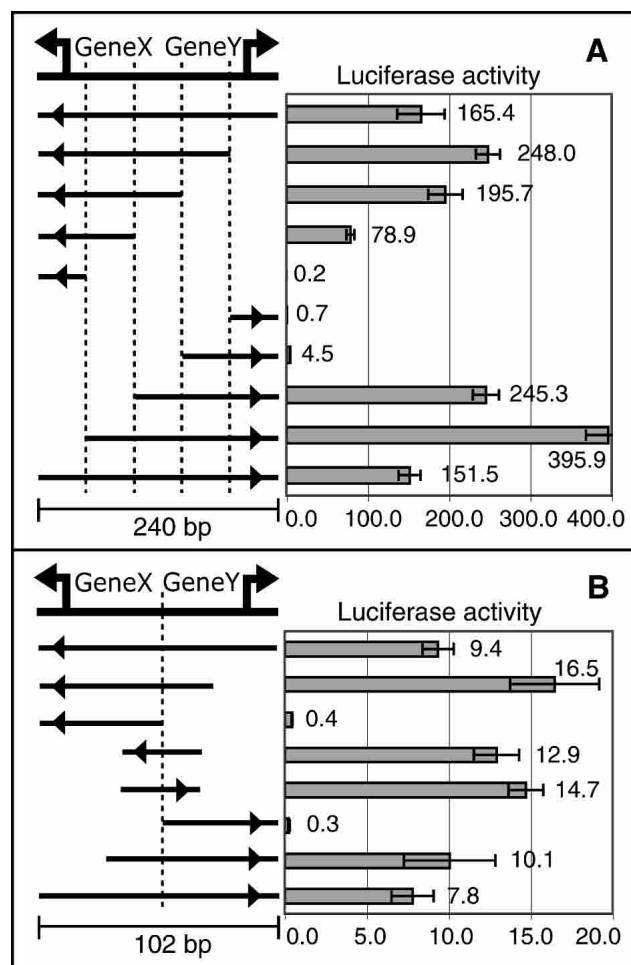 GeneX GeneY A
Luciferase activity
165.4
248.0
195.7
78.9
0.2
0.7
4.5
245.3
395.9
151.5
0.0 100.0 200.0 300.0 400.0
240 bp
GeneX GeneY B
Luciferase activity
9.4
16.5
0.4
12.9
14.7
0.3
10.1
7.8
0.0 5.0 10.0 15.0 20.0
102 bp